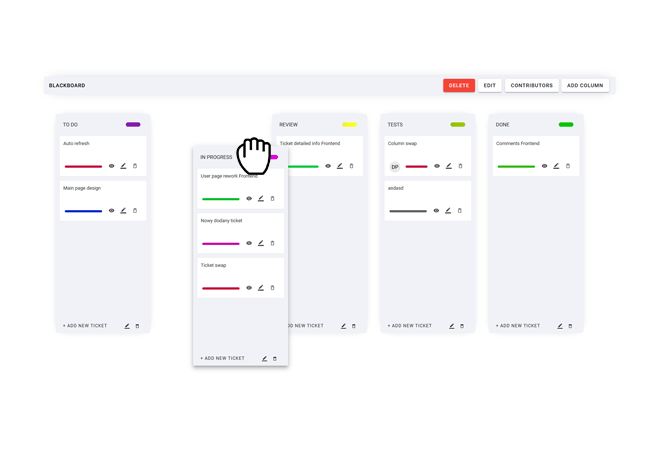 BLACKBOARD
DELETE
EDIT
CONTRIBUTORS
ADD COLUMN
TO DO
Auto refresh
Main page design
+ ADD NEW TICKET
IN PROGRESS
User page rework Frontend
Nowy dodany ticket
Ticket swap
+ ADD NEW TICKET
REVIEW
Ticket detailed info Frontend
ADD NEW TICKET
TESTS
Column swap
DP
asdasd
+ ADD NEW TICKET
DONE
Comments Frontend
+ ADD NEW TICKET